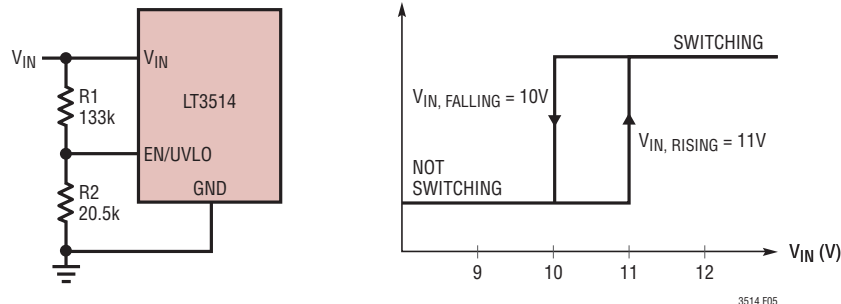 VIN
VIN
R1
133k
LT3514
EN/UVLO
R2
20.5k
GND
SWITCHING
VIN, FALLING = 10V
VIN, RISING = 11V
NOT
SWITCHING
9
10
11
12
VIN (V)
3514 F05